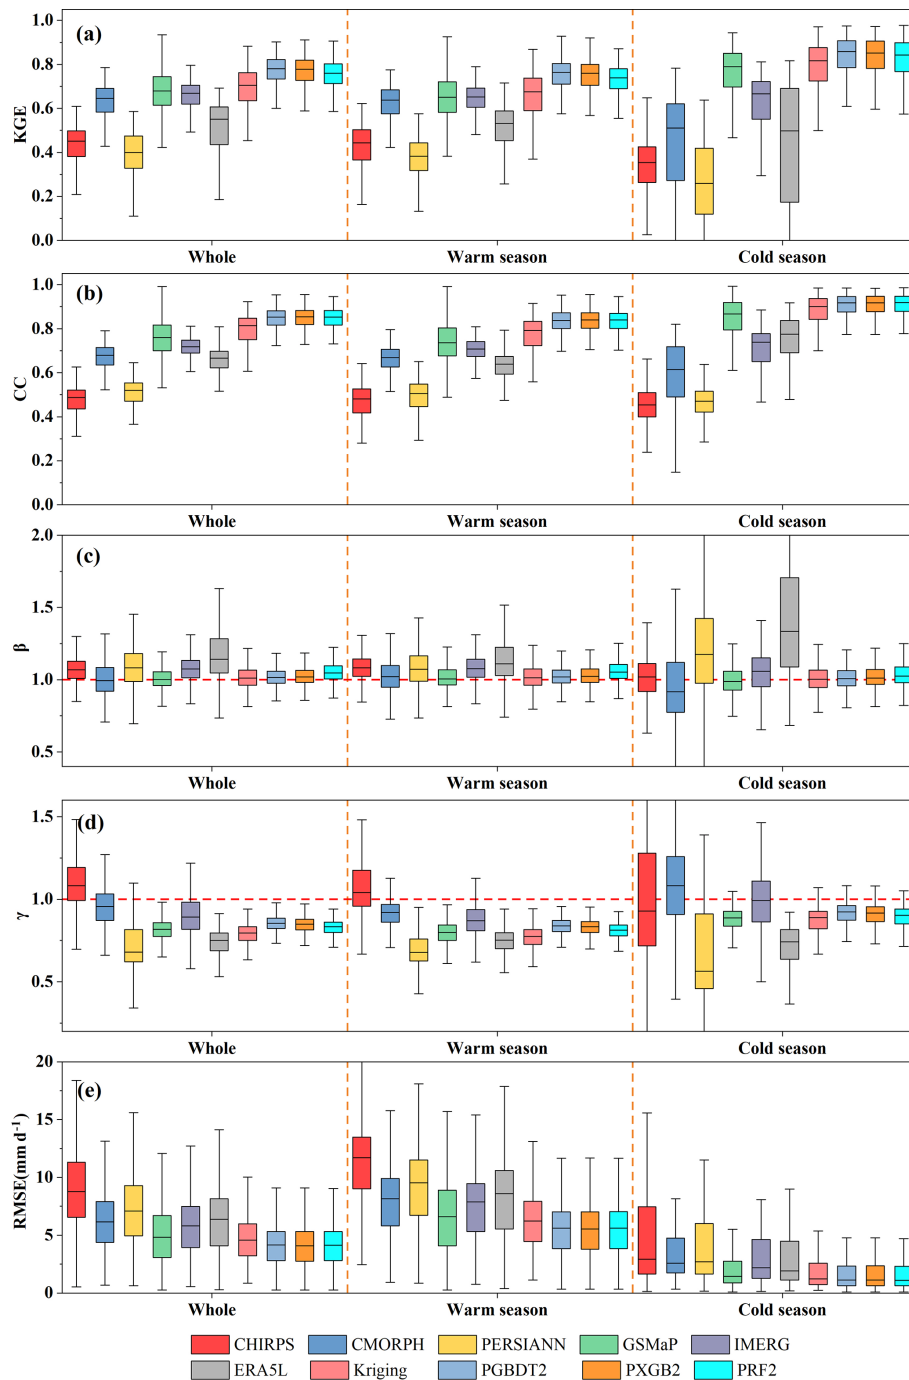 (a)
KGE
1.0
0.8
0.6
0.4
0.2
0.0
Whole Warm season Cold season
(b)
CC
1.0
0.8
0.6
0.4
0.2
0.0
Whole Warm season Cold season
(c)
β
2.0
1.5
1.0
0.5
Whole Warm season Cold season
(d)
γ
1.5
1.0
0.5
Whole Warm season Cold season
(e)
RMSE(mm d⁻¹)
20
15
10
5
0
Whole Warm season Cold season
CHIRPS CMORPH PERSIANN GSMaP IMERG
ERA5L Kriging PGBDT2 PXGB2 PRF2